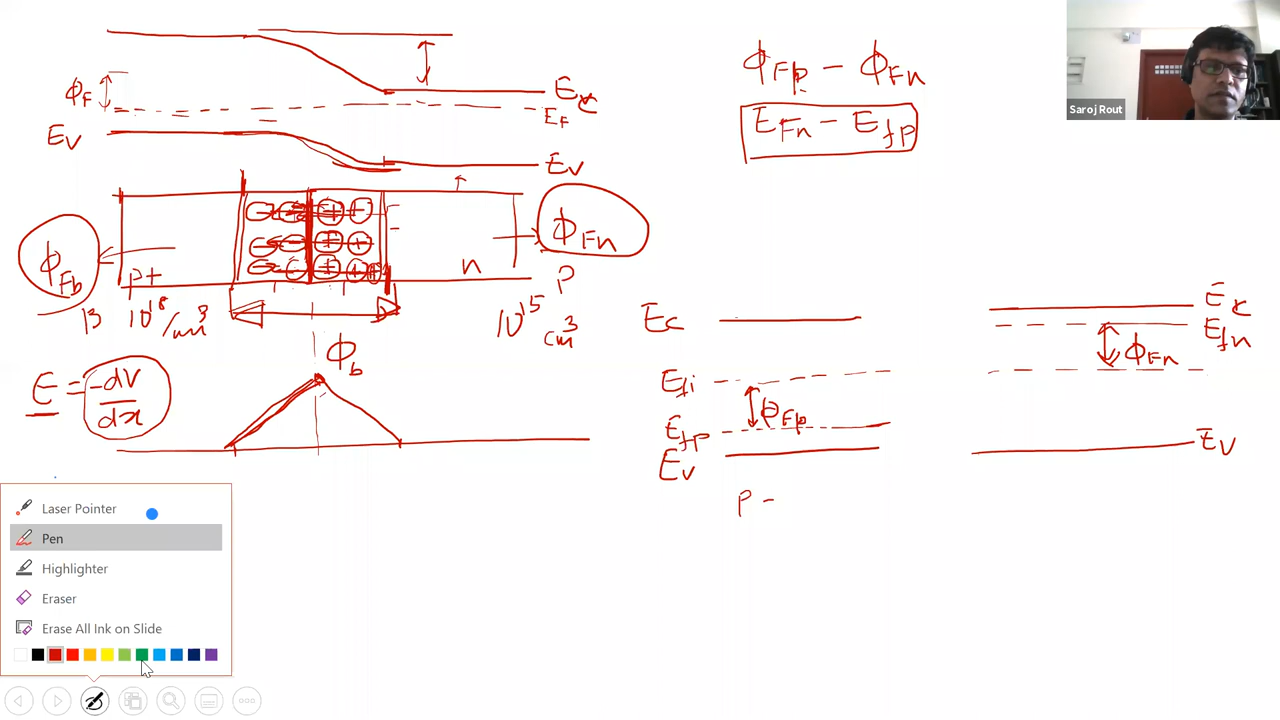 Ec
φF
EF
Ev
Ev
φFb
P+
n
φFn
P
B 10^18/cm^3
10^15 cm^3
φb
E = -dV/dx
φFp - φFn
EFn - Efp
Saroj Rout
Ec
Efi
φFp
Efp
Ev
P -
Ec
Efn
φFn
Ev
Laser Pointer
Pen
Highlighter
Eraser
Erase All Ink on Slide